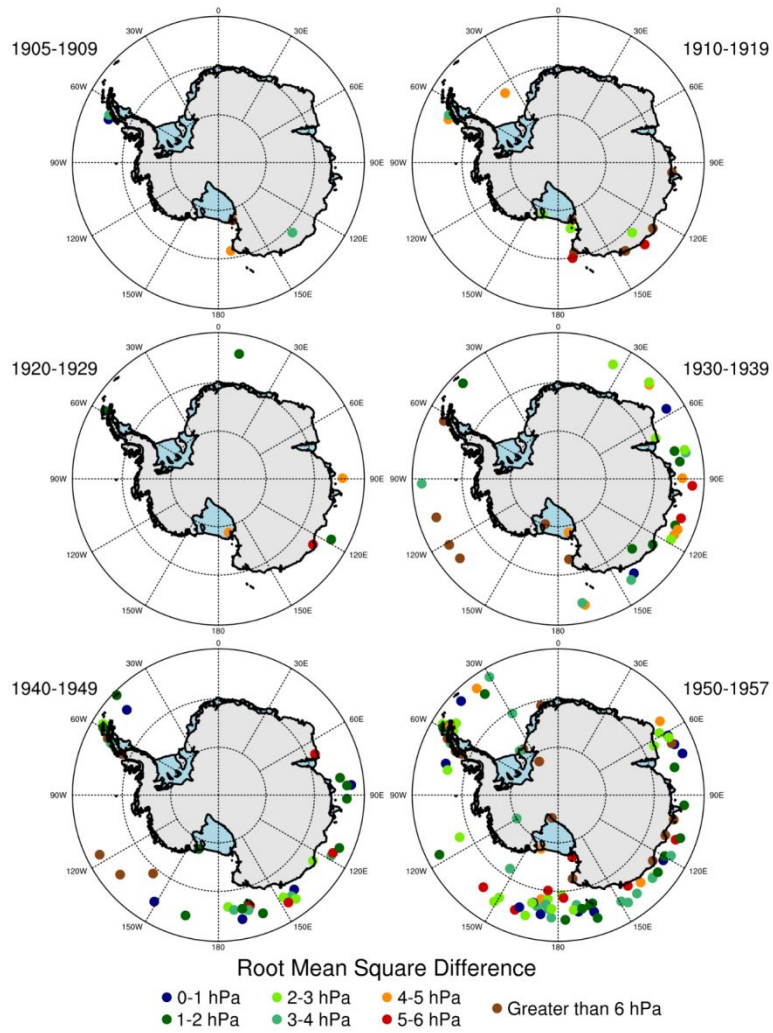 1905-1909
0
30W
30E
60W
60E
90W
90E
120W
120E
150W
150E
180
1910-1919
0
30W
30E
60W
60E
90W
90E
120W
120E
150W
150E
180
1920-1929
0
30W
30E
60W
60E
90W
90E
120W
120E
150W
150E
180
1930-1939
0
30W
30E
60W
60E
90W
90E
120W
120E
150W
150E
180
1940-1949
0
30W
30E
60W
60E
90W
90E
120W
120E
150W
150E
180
1950-1957
0
30W
30E
60W
60E
90W
90E
120W
120E
150W
150E
180
Root Mean Square Difference
0-1 hPa
2-3 hPa
4-5 hPa
Greater than 6 hPa
1-2 hPa
3-4 hPa
5-6 hPa